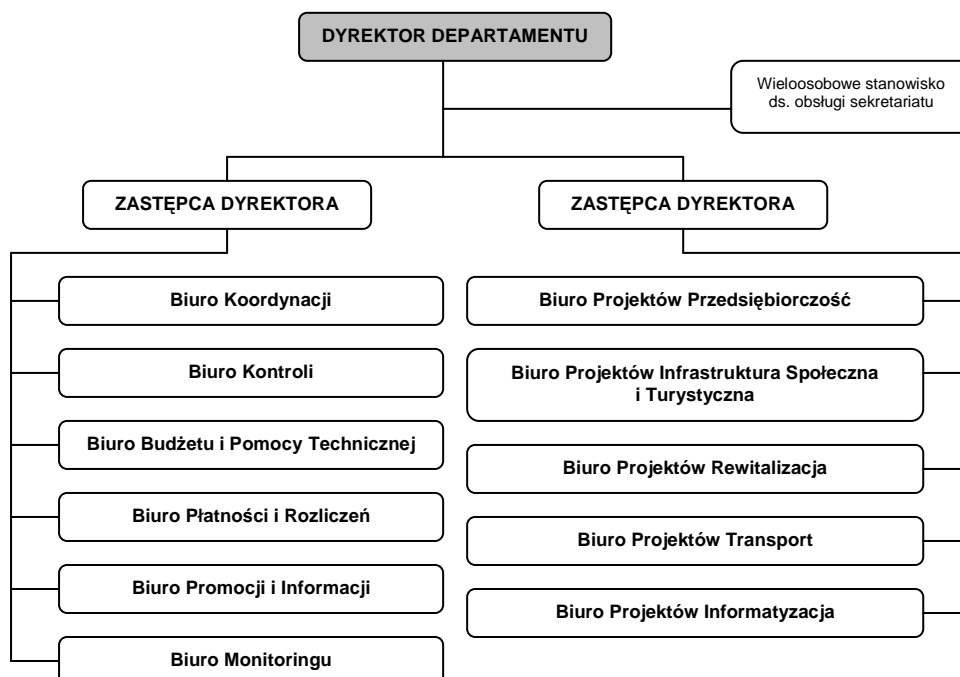 DYREKTOR DEPARTAMENTU
Wieloosobowe stanowisko
ds. obsługi sekretariatu
ZASTĘPCA DYREKTORA
ZASTĘPCA DYREKTORA
Biuro Koordynacji
Biuro Kontroli
Biuro Budżetu i Pomocy Technicznej
Biuro Płatności i Rozliczeń
Biuro Promocji i Informacji
Biuro Monitoringu
Biuro Projektów Przedsiębiorczość
Biuro Projektów Infrastruktura Społeczna
i Turystyczna
Biuro Projektów Rewitalizacja
Biuro Projektów Transport
Biuro Projektów Informatyzacja